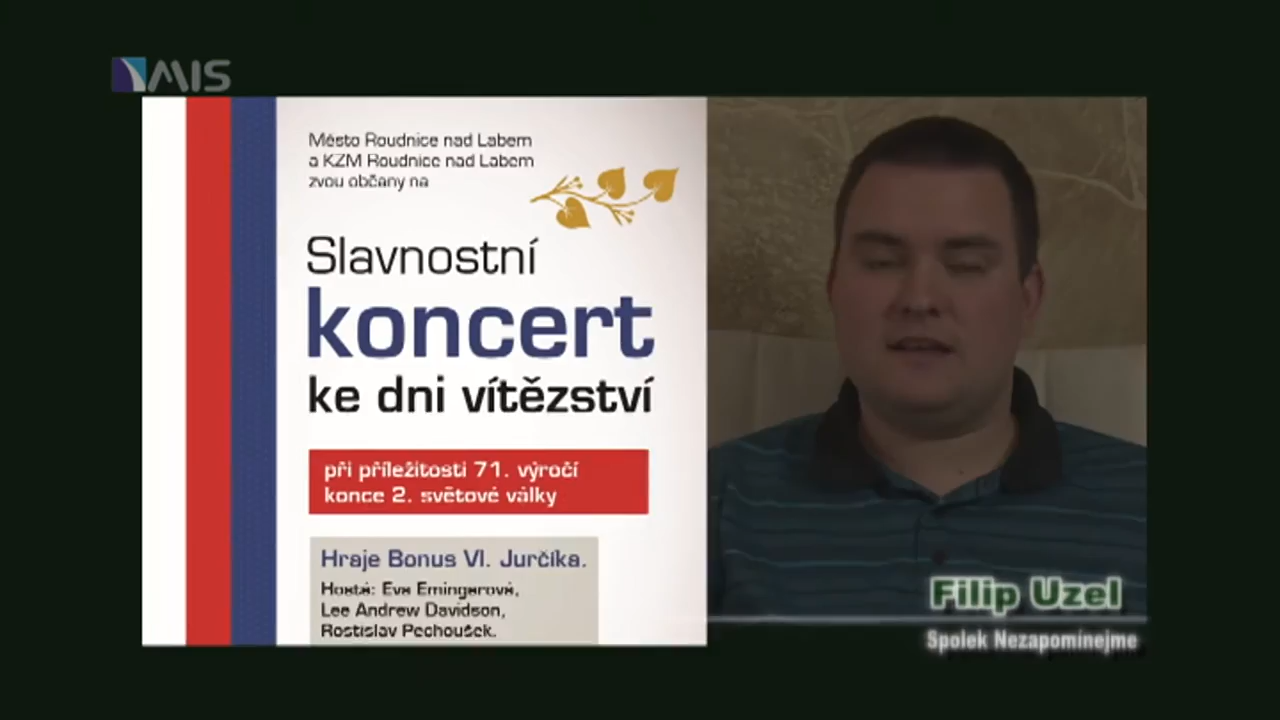 MIS
Město Roudnice nad Labem
a KZM Roudnice nad Labem
zvou občany na
Slavnostní
koncert
ke dni vítězství
při příležitosti 71. výročí
konce 2. světové války
Hraje Bonus Vl. Jurčíka.
Hosté: Eva Emingerová,
Lee Andrew Davidson,
Rostislav Pechoušek.
Filip Uzel
Spolek Nezapomínejme